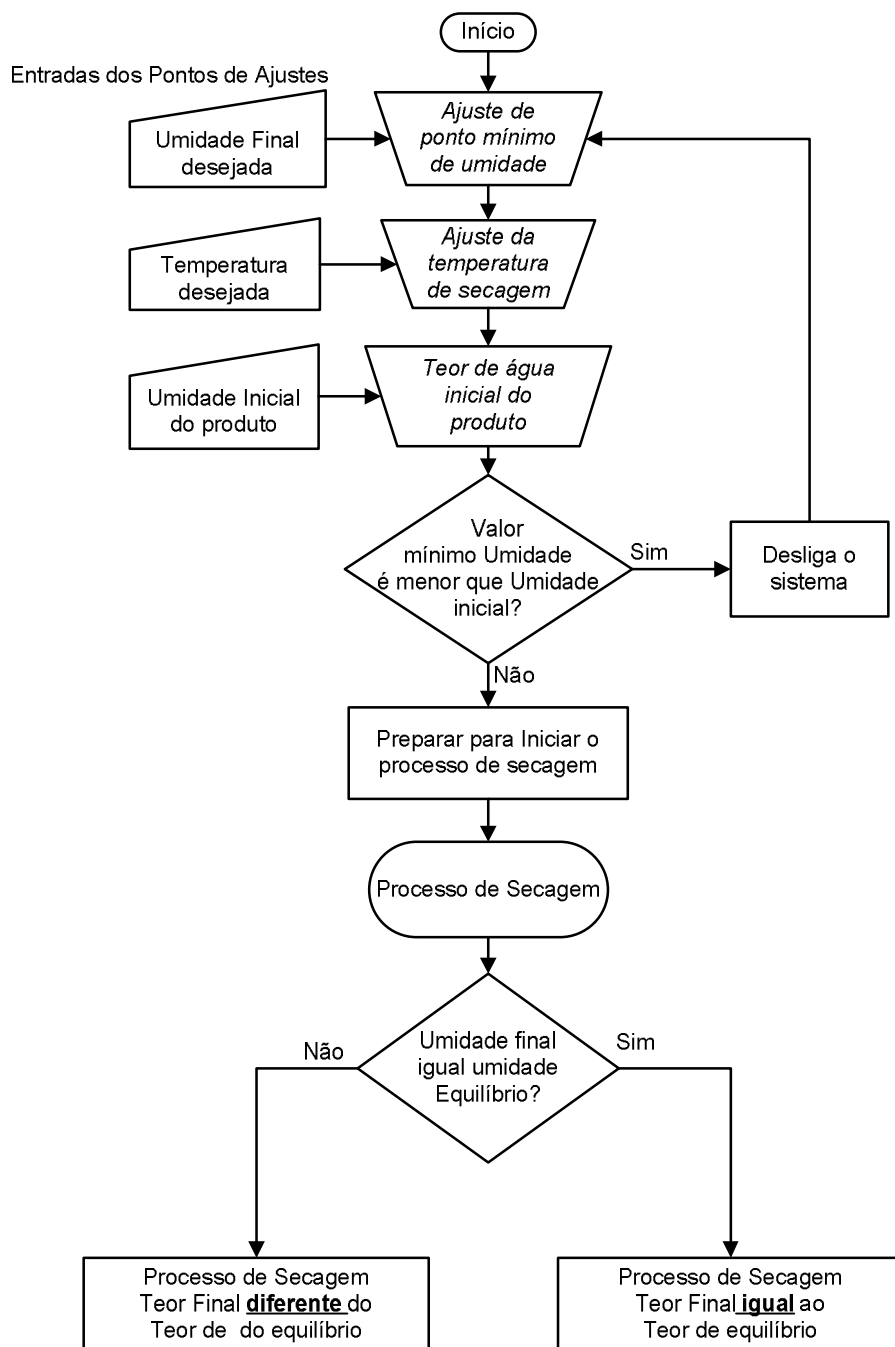 Início
Entradas dos Pontos de Ajustes
Umidade Final
desejada
Ajuste de
ponto mínimo
de umidade
Temperatura
desejada
Ajuste da
temperatura
de secagem
Umidade Inicial
do produto
Teor de água
inicial do
produto
Valor
mínimo Umidade
é menor que Umidade
inicial?
Sim
Desliga o
sistema
Não
Preparar para Iniciar o
processo de secagem
Processo de Secagem
Umidade final
igual umidade
Equilíbrio?
Não
Sim
Processo de Secagem
Teor Final diferente do
Teor de do equilíbrio
Processo de Secagem
Teor Final igual ao
Teor de equilíbrio